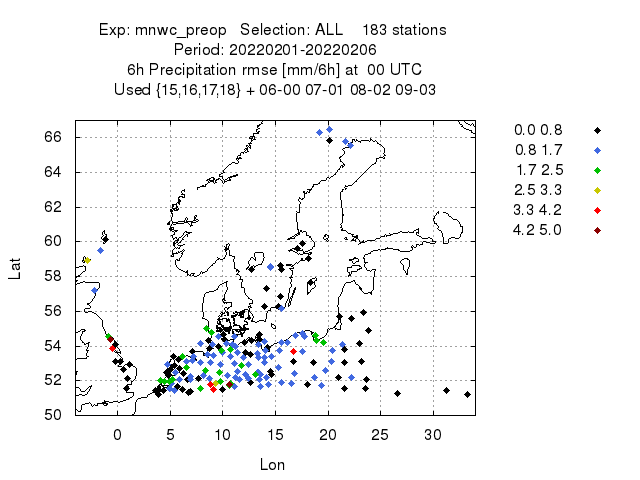 Exp: mnwc_preop Selection: ALL 183 stations
Period: 20220201-20220206
6h Precipitation rmse [mm/6h] at 00 UTC
Used {15,16,17,18} + 06-00 07-01 08-02 09-03
66
64
62
60
58
56
54
52
50
0 5 10 15 20 25 30
Lat
Lon
0.0 0.8
0.8 1.7
1.7 2.5
2.5 3.3
3.3 4.2
4.2 5.0